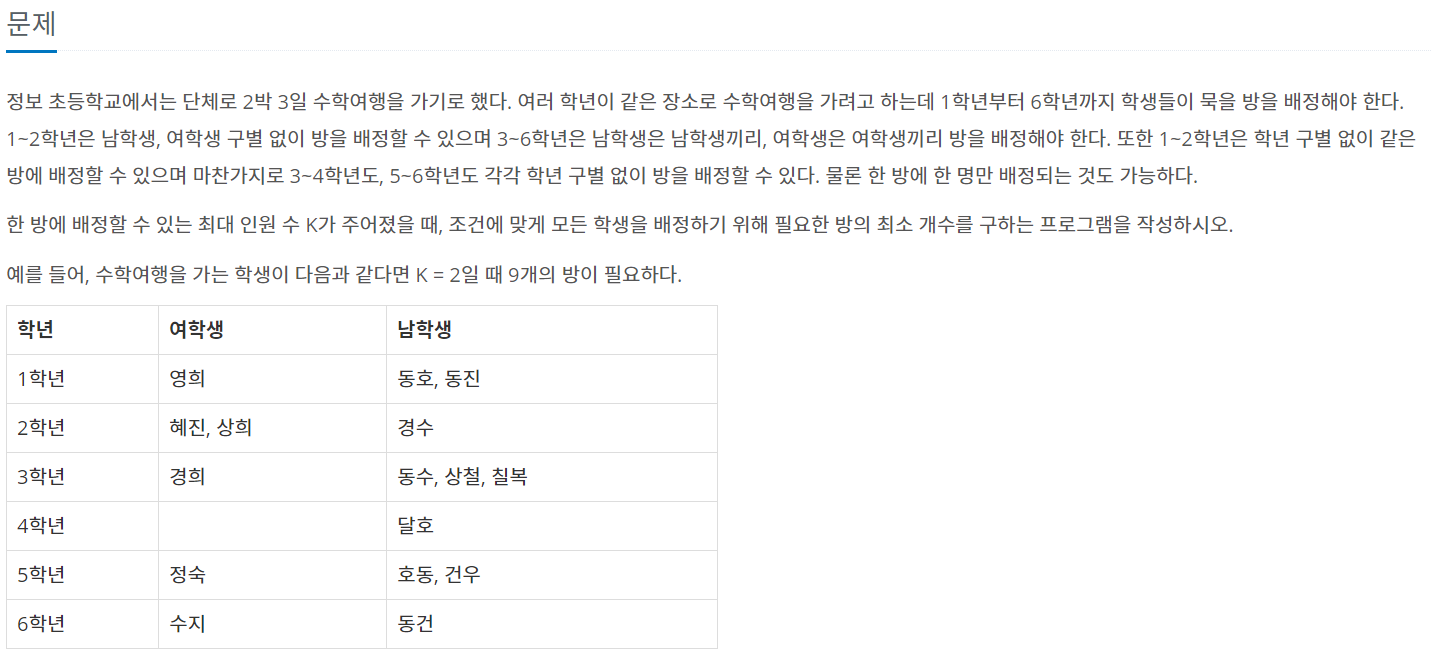 문제
정보 초등학교에서는 단체로 2박 3일 수학여행을 가기로 했다. 여러 학년이 같은 장소로 수학여행을 가려고 하는데 1학년부터 6학년까지 학생들이 묵을 방을 배정해야 한다.
1~2학년은 남학생, 여학생 구별 없이 방을 배정할 수 있으며 3~6학년은 남학생은 남학생끼리, 여학생은 여학생끼리 방을 배정해야 한다. 또한 1~2학년은 학년 구별 없이 같은
방에 배정할 수 있으며 마찬가지로 3~4학년도, 5~6학년도 각각 학년 구별 없이 방을 배정할 수 있다. 물론 한 방에 한 명만 배정되는 것도 가능하다.
한 방에 배정할 수 있는 최대 인원 수 K가 주어졌을 때, 조건에 맞게 모든 학생을 배정하기 위해 필요한 방의 최소 개수를 구하는 프로그램을 작성하시오.
예를 들어, 수학여행을 가는 학생이 다음과 같다면 K = 2일 때 9개의 방이 필요하다.
학년 여학생 남학생
1학년 영희 동호, 동진
2학년 혜진, 상희 경수
3학년 경희 동수, 상철, 칠복
4학년 달호
5학년 정숙 호동, 건우
6학년 수지 동건